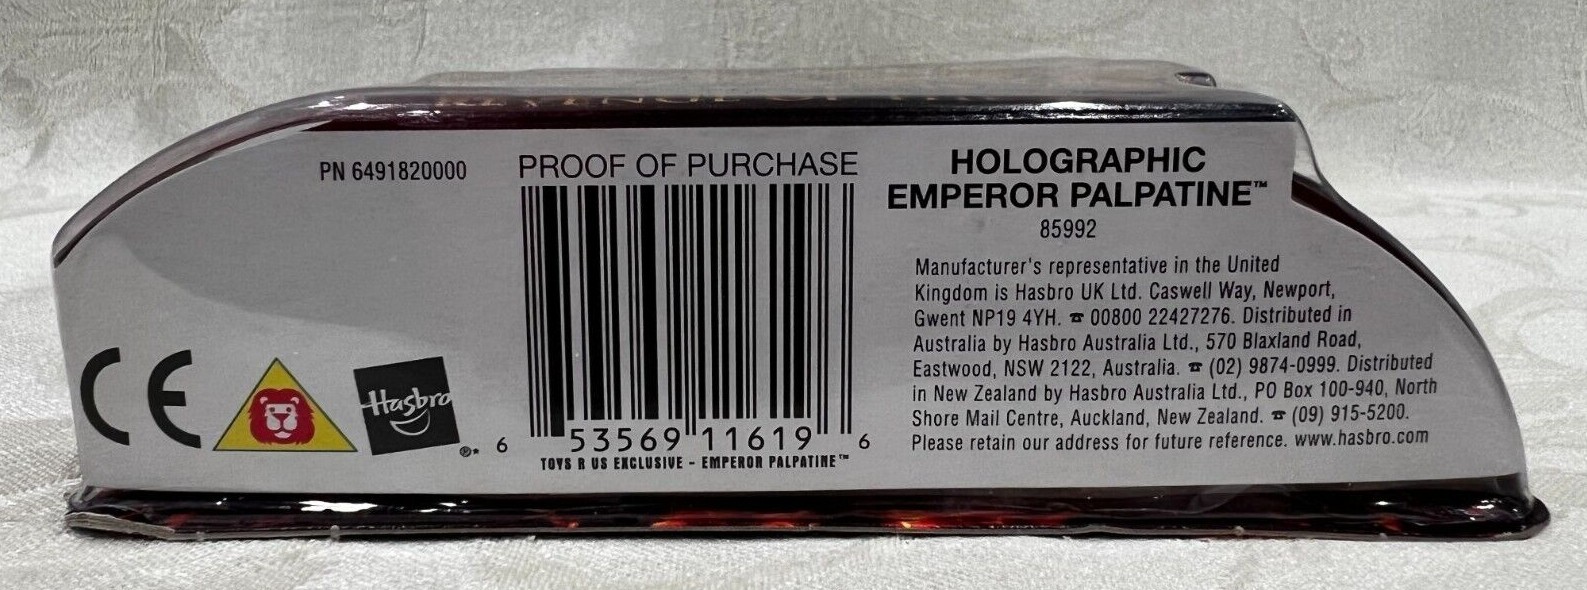 REVENGE OF THE
PN 6491820000
PROOF OF PURCHASE
6 53569 11619 6
TOYS R US EXCLUSIVE - EMPEROR PALPATINE™
CE
Hasbro
®*
HOLOGRAPHIC
EMPEROR PALPATINE™
85992
Manufacturer's representative in the United
Kingdom is Hasbro UK Ltd. Caswell Way, Newport,
Gwent NP19 4YH. ☎ 00800 22427276. Distributed in
Australia by Hasbro Australia Ltd., 570 Blaxland Road,
Eastwood, NSW 2122, Australia. ☎ (02) 9874-0999. Distributed
in New Zealand by Hasbro Australia Ltd., PO Box 100-940, North
Shore Mail Centre, Auckland, New Zealand. ☎ (09) 915-5200.
Please retain our address for future reference. www.hasbro.com